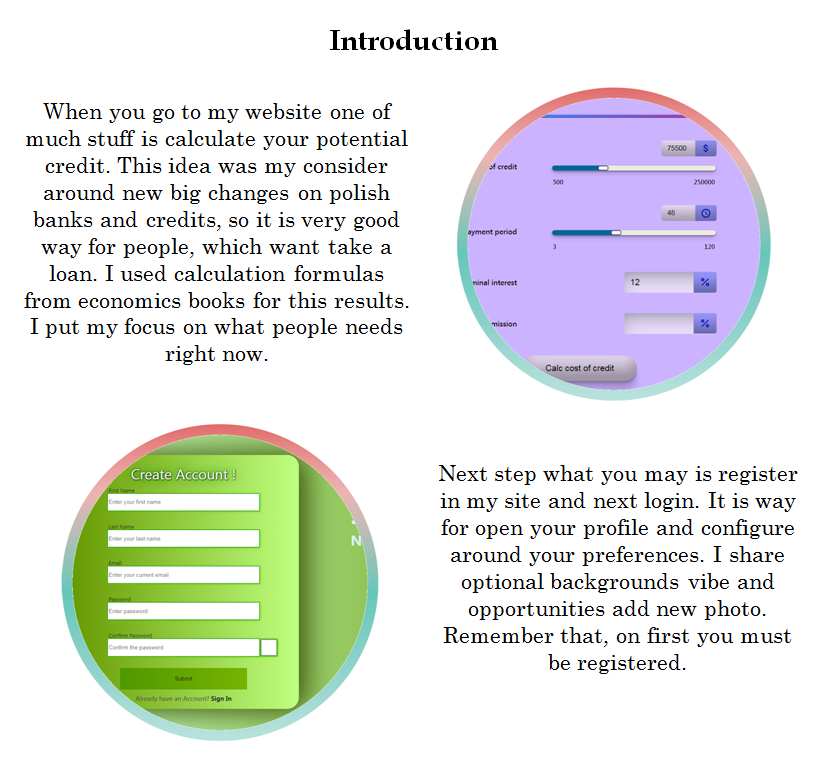 Introduction
When you go to my website one of
much stuff is calculate your potential
credit. This idea was my consider
around new big changes on polish
banks and credits, so it is very good
way for people, which want take a
loan. I used calculation formulas
from economics books for this results.
I put my focus on what people needs
right now.
75500 $
of credit
500 250000
48
ayment period
3 120
minal interest 12 %
mission %
Calc cost of credit
Create Account !
First Name
Enter your first name
Last Name
Enter your last name
Email
Enter your current email
Password
Enter password
Confirm Password
Confirm the password
Submit
Already have an Account? Sign In
N
Next step what you may is register
in my site and next login. It is way
for open your profile and configure
around your preferences. I share
optional backgrounds vibe and
opportunities add new photo.
Remember that, on first you must
be registered.